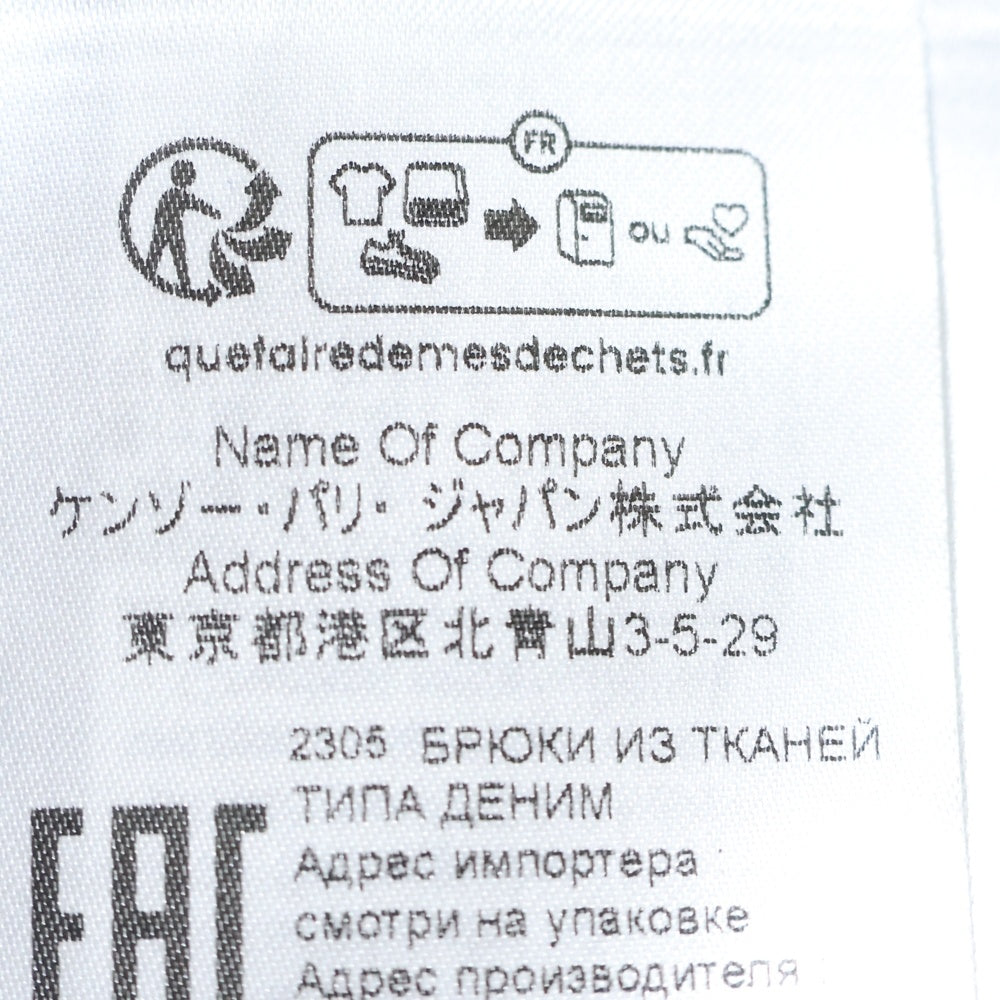 FR
ou
quefairedemesdechets.fr
Name Of Company
ケンゾー・パリ・ジャパン株式会社
Address Of Company
東京都港区北青山3-5-29
2305 БРЮКИ ИЗ ТКАНЕЙ
ТИПА ДЕНИМ
EAC
Адрес импортера
смотри на упаковке
Адрес производителя